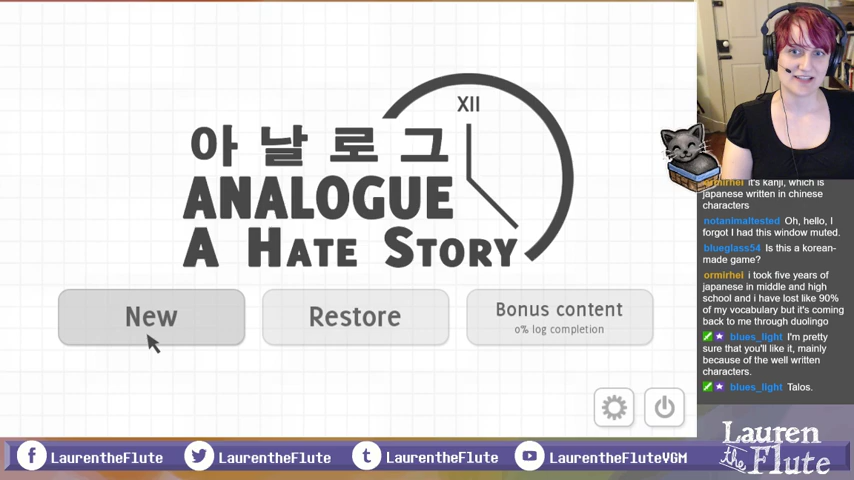 XII
아날로그
ANALOGUE
A HATE STORY
New
Restore
Bonus content
0% log completion
ormirhei it's kanji, which is
japanese written in chinese
characters
notanimaltested Oh, hello, I
forgot I had this window muted.
blueglass54 Is this a korean-
made game?
ormirhei i took five years of
japanese in middle and high
school and i have lost like 90%
of my vocabulary but it's coming
back to me through duolingo
blues_light I'm pretty
sure that you'll like it, mainly
because of the well written
characters.
blues_light Talos.
Lauren
the Flute
LaurentheFlute
LaurentheFlute
LaurentheFlute
LaurentheFluteVGM